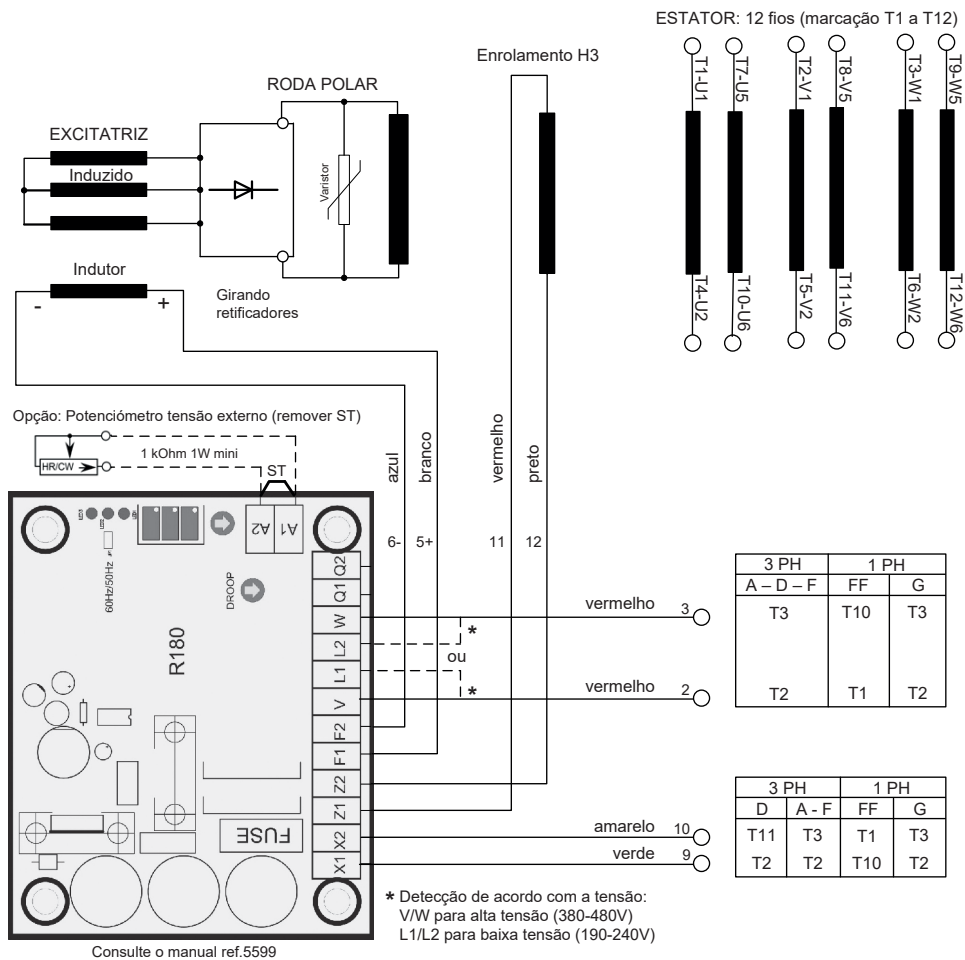 ESTATOR: 12 fios (marcação T1 a T12)
T1-U1
T7-U5
T2-V1
T8-V5
T3-W1
T9-W5
T4-U2
T10-U6
T5-V2
T11-V6
T6-W2
T12-W6
Enrolamento H3
RODA POLAR
EXCITATRIZ
Induzido
Varistor
Indutor
- +
Girando
retificadores
Opção: Potenciómetro tensão externo (remover ST)
1 kOhm 1W mini
HR/CW
ST
azul
branco
vermelho
preto
6- 5+ 11 12
A2 A1
60Hz/50Hz
DROOP
R180
FUSE
Q2
Q1
W
L2
L1
V
F2
F1
Z2
Z1
X2
X1
vermelho 3
*
ou
*
vermelho 2
amarelo 10
verde 9
3 PH 1 PH
A – D – F FF G
T3 T10 T3
T2 T1 T2
3 PH 1 PH
D A - F FF G
T11 T3 T1 T3
T2 T2 T10 T2
* Detecção de acordo com a tensão:
V/W para alta tensão (380-480V)
L1/L2 para baixa tensão (190-240V)
Consulte o manual ref.5599